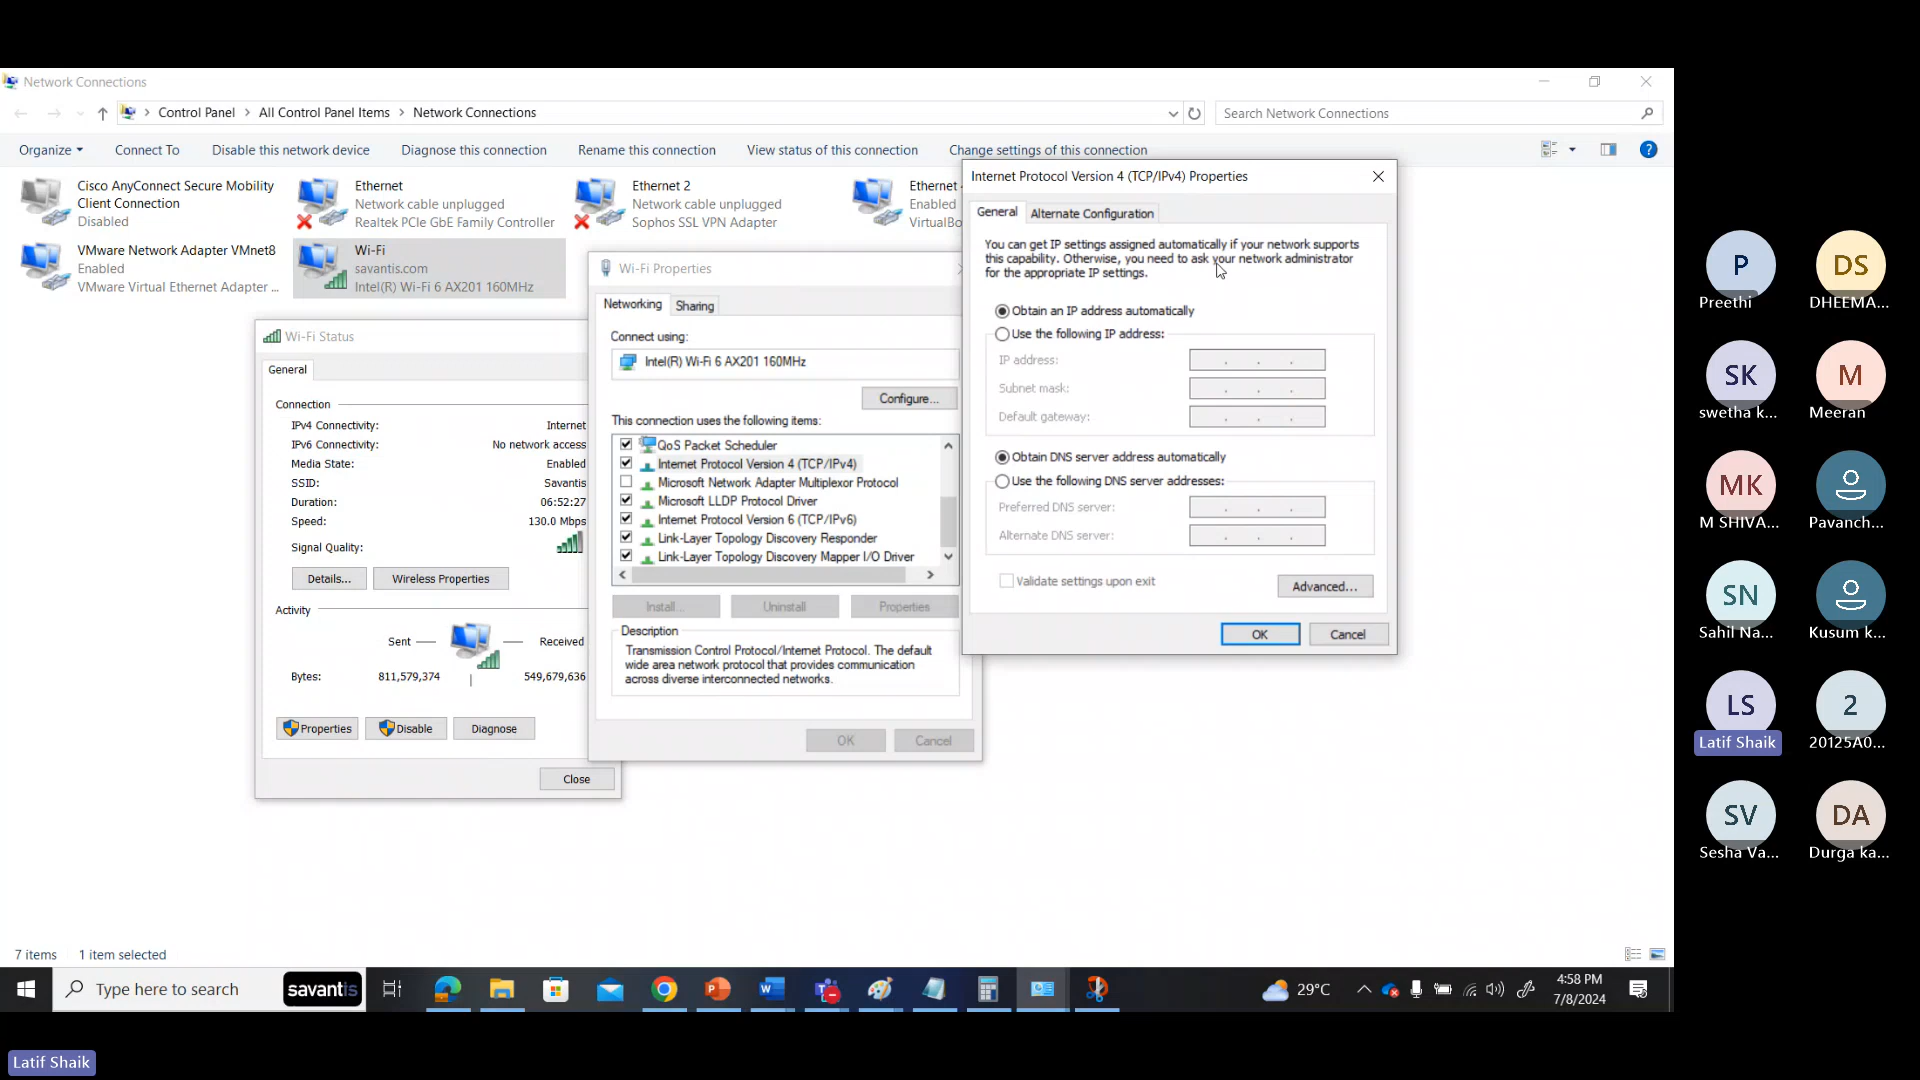 Network Connections
Control Panel > All Control Panel Items > Network Connections
Search Network Connections
Organize
Connect To
Disable this network device
Diagnose this connection
Rename this connection
View status of this connection
Change settings of this connection
Cisco AnyConnect Secure Mobility
Client Connection
Disabled
Ethernet
Network cable unplugged
Realtek PCIe GbE Family Controller
Ethernet 2
Network cable unplugged
Sophos SSL VPN Adapter
Ethernet
Enabled
VirtualBo
VMware Network Adapter VMnet8
Enabled
VMware Virtual Ethernet Adapter ...
Wi-Fi
savantis.com
Intel(R) Wi-Fi 6 AX201 160MHz
Wi-Fi Status
General
Connection
IPv4 Connectivity: Internet
IPv6 Connectivity: No network access
Media State: Enabled
SSID: Savantis
Duration: 06:52:27
Speed: 130.0 Mbps
Signal Quality:
Details...
Wireless Properties
Activity
Sent — — Received
Bytes: 811,579,374 | 549,679,636
Properties
Disable
Diagnose
Close
Wi-Fi Properties
Networking
Sharing
Connect using:
Intel(R) Wi-Fi 6 AX201 160MHz
Configure...
This connection uses the following items:
QoS Packet Scheduler
Internet Protocol Version 4 (TCP/IPv4)
Microsoft Network Adapter Multiplexor Protocol
Microsoft LLDP Protocol Driver
Internet Protocol Version 6 (TCP/IPv6)
Link-Layer Topology Discovery Responder
Link-Layer Topology Discovery Mapper I/O Driver
Install...
Uninstall
Properties
Description
Transmission Control Protocol/Internet Protocol. The default
wide area network protocol that provides communication
across diverse interconnected networks.
OK
Cancel
Internet Protocol Version 4 (TCP/IPv4) Properties
General
Alternate Configuration
You can get IP settings assigned automatically if your network supports
this capability. Otherwise, you need to ask your network administrator
for the appropriate IP settings.
Obtain an IP address automatically
Use the following IP address:
IP address:
Subnet mask:
Default gateway:
Obtain DNS server address automatically
Use the following DNS server addresses:
Preferred DNS server:
Alternate DNS server:
Validate settings upon exit
Advanced...
OK
Cancel
7 items
1 item selected
Type here to search
savantis
29°C
4:58 PM
7/8/2024
P
Preethi
DS
DHEEMA...
SK
swetha k...
M
Meeran
MK
M SHIVA...
Pavanch...
SN
Sahil Na...
Kusum k...
LS
Latif Shaik
2
20125A0...
SV
Sesha Va...
DA
Durga ka...
Latif Shaik